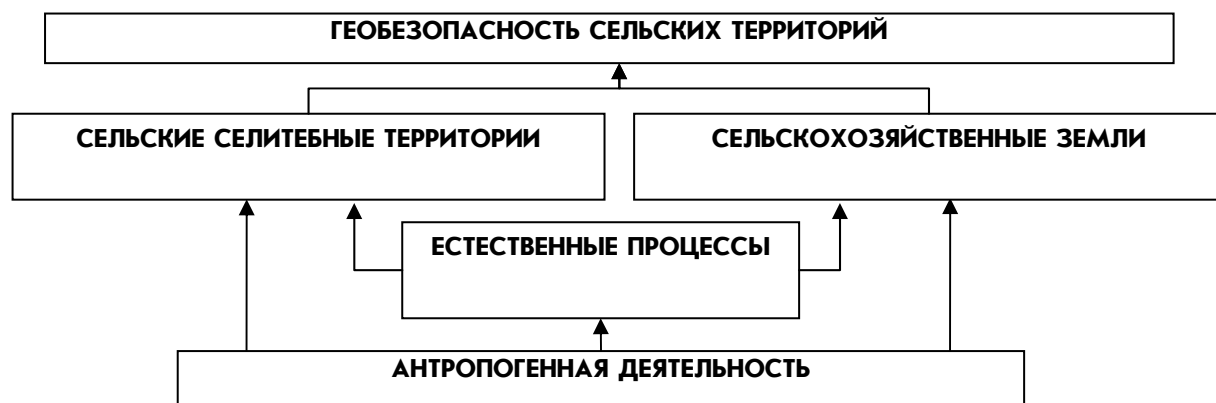 ГЕОБЕЗОПАСНОСТЬ СЕЛЬСКИХ ТЕРРИТОРИЙ
СЕЛЬСКИЕ СЕЛИТЕБНЫЕ ТЕРРИТОРИИ
СЕЛЬСКОХОЗЯЙСТВЕННЫЕ ЗЕМЛИ
ЕСТЕСТВЕННЫЕ ПРОЦЕССЫ
АНТРОПОГЕННАЯ ДЕЯТЕЛЬНОСТЬ